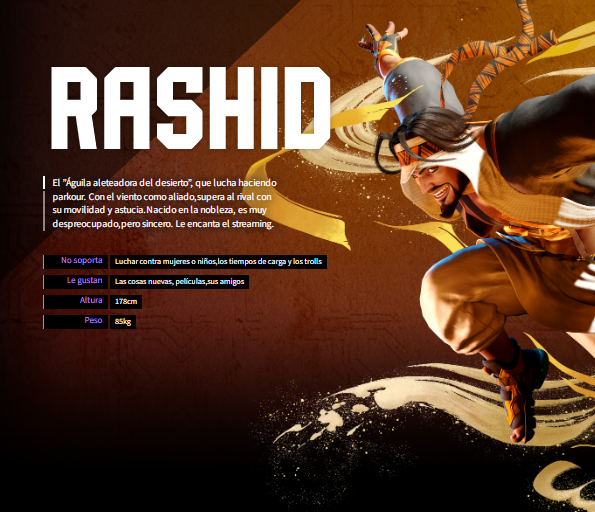 RASHID
El "Águila aleteadora del desierto", que lucha haciendo
parkour. Con el viento como aliado,supera al rival con
su movilidad y astucia.Nacido en la nobleza, es muy
despreocupado,pero sincero. Le encanta el streaming.
No soporta Luchar contra mujeres o niños,los tiempos de carga y los trolls
Le gustan Las cosas nuevas, películas,sus amigos
Altura 178cm
Peso 85kg